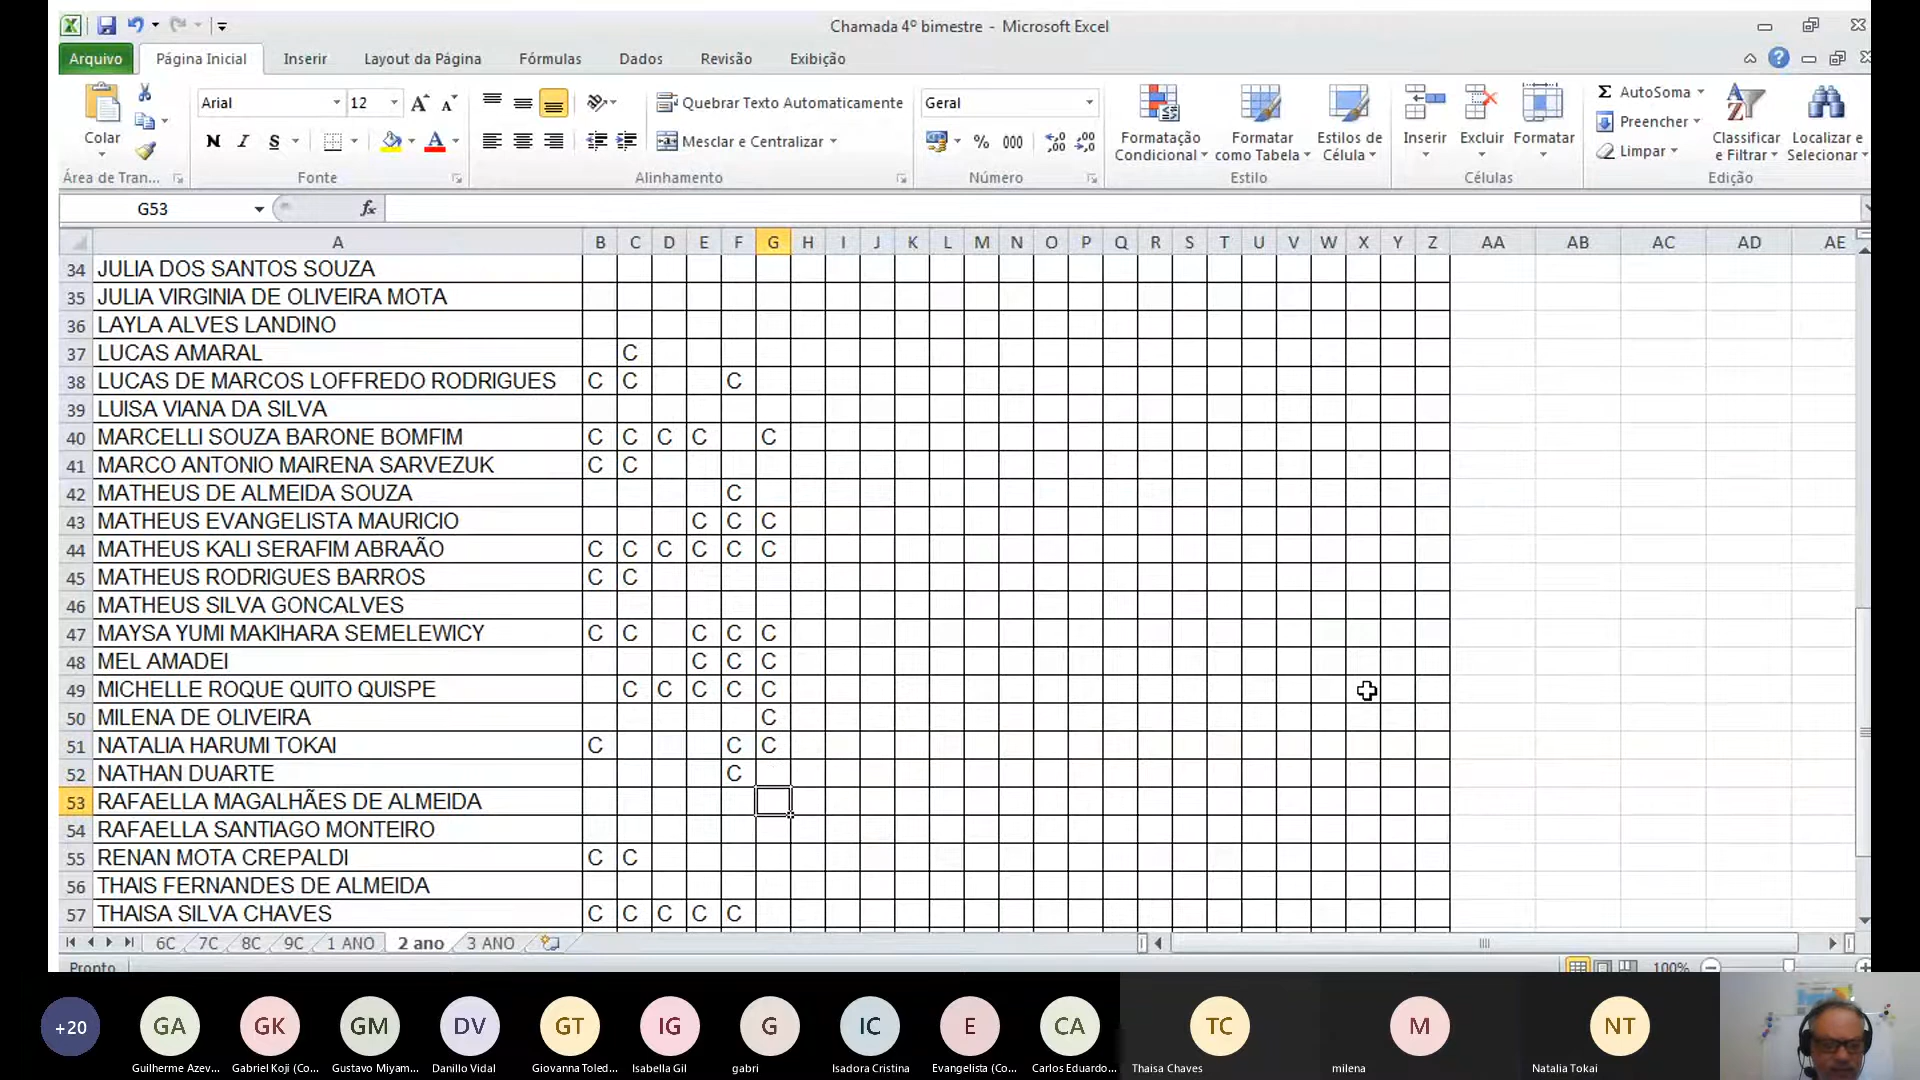 Chamada 4º bimestre - Microsoft Excel
Arquivo Página Inicial Inserir Layout da Página Fórmulas Dados Revisão Exibição
Colar
Área de Tran...
Arial 12
N I S
Fonte
Quebrar Texto Automaticamente
Mesclar e Centralizar
Alinhamento
Geral
% 000
Número
Formatação Condicional
Formatar como Tabela
Estilos de Célula
Estilo
Inserir Excluir Formatar
Células
Σ AutoSoma
Preencher
Limpar
Classificar e Filtrar
Localizar e Selecionar
Edição
G53 fx
A B C D E F G H I J K L M N O P Q R S T U V W X Y Z AA AB AC AD AE
34 JULIA DOS SANTOS SOUZA
35 JULIA VIRGINIA DE OLIVEIRA MOTA
36 LAYLA ALVES LANDINO
37 LUCAS AMARAL C
38 LUCAS DE MARCOS LOFFREDO RODRIGUES C C C
39 LUISA VIANA DA SILVA
40 MARCELLI SOUZA BARONE BOMFIM C C C C C
41 MARCO ANTONIO MAIRENA SARVEZUK C C
42 MATHEUS DE ALMEIDA SOUZA C
43 MATHEUS EVANGELISTA MAURICIO C C C
44 MATHEUS KALI SERAFIM ABRAÃO C C C C C C
45 MATHEUS RODRIGUES BARROS C C
46 MATHEUS SILVA GONCALVES
47 MAYSA YUMI MAKIHARA SEMELEWICY C C C C C
48 MEL AMADEI C C C
49 MICHELLE ROQUE QUITO QUISPE C C C C C
50 MILENA DE OLIVEIRA C
51 NATALIA HARUMI TOKAI C C C
52 NATHAN DUARTE C
53 RAFAELLA MAGALHÃES DE ALMEIDA
54 RAFAELLA SANTIAGO MONTEIRO
55 RENAN MOTA CREPALDI C C
56 THAIS FERNANDES DE ALMEIDA
57 THAISA SILVA CHAVES C C C C C
6C 7C 8C 9C 1 ANO 2 ano 3 ANO
Pronto 100%
+20 GA GK GM DV GT IG G IC E CA TC M NT
Guilherme Azev... Gabriel Koji (Co... Gustavo Miyam... Danillo Vidal Giovanna Toled... Isabella Gil gabri Isadora Cristina Evangelista (Co... Carlos Eduardo... Thaisa Chaves milena Natalia Tokai